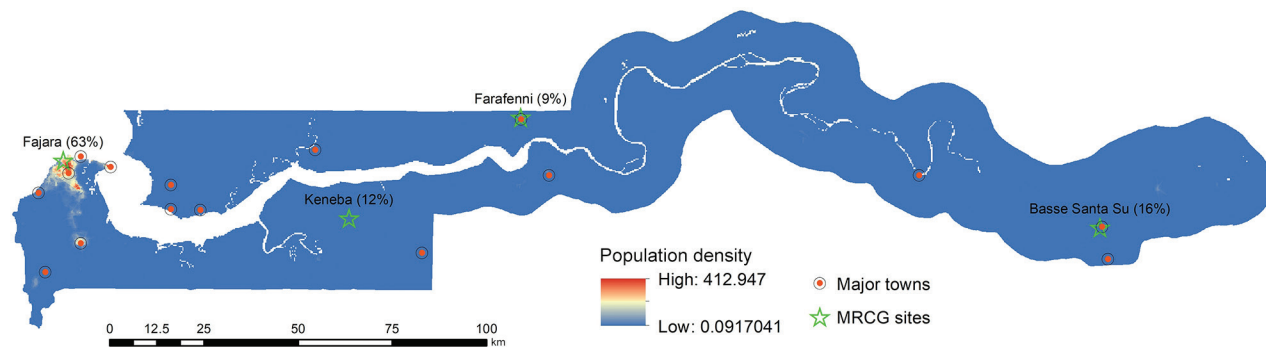 Farafenni (9%)
Fajara (63%)
Keneba (12%)
Basse Santa Su (16%)
Population density
High: 412.947
Low: 0.0917041
Major towns
MRCG sites
0 12.5 25 50 75 100
km